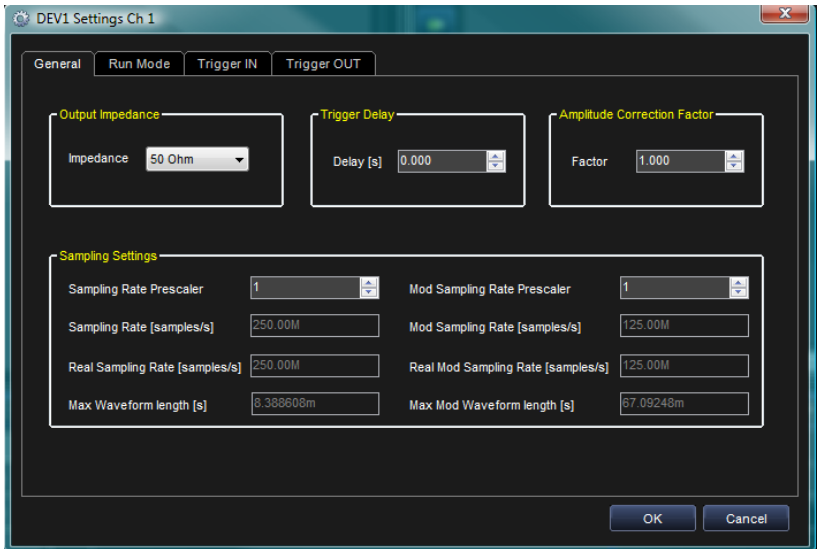 DEV1 Settings Ch 1
General Run Mode Trigger IN Trigger OUT
Output Impedance Trigger Delay Amplitude Correction Factor
Impedance 50 Ohm Delay [s] 0.000 Factor 1.000
Sampling Settings
Sampling Rate Prescaler 1 Mod Sampling Rate Prescaler 1
Sampling Rate [samples/s] 250.00M Mod Sampling Rate [samples/s] 125.00M
Real Sampling Rate [samples/s] 250.00M Real Mod Sampling Rate [samples/s] 125.00M
Max Waveform length [s] 8.388608m Max Mod Waveform length [s] 67.09248m
OK Cancel